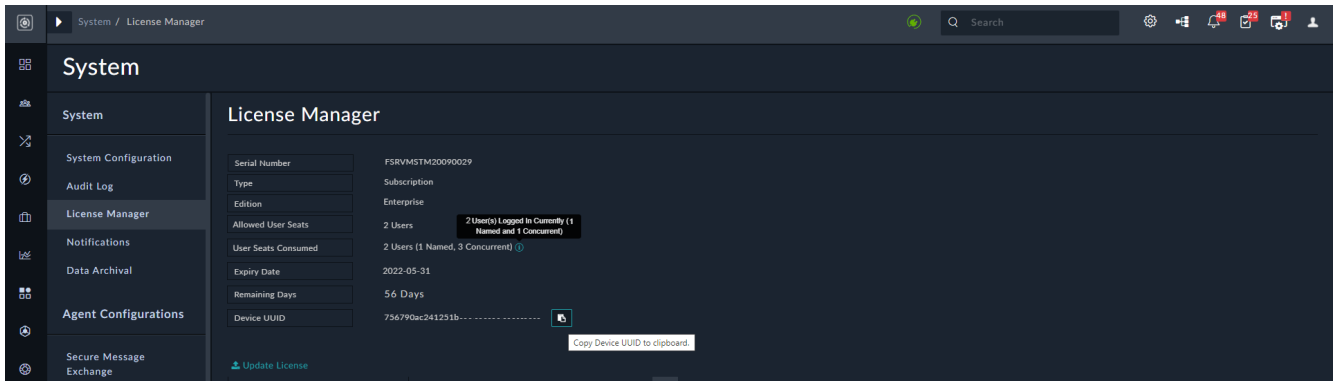 System / License Manager
Search
48
25
!
System
System
System Configuration
Audit Log
License Manager
Notifications
Data Archival
Agent Configurations
Secure Message
Exchange
License Manager
Serial Number FSRVMSTM20090029
Type Subscription
Edition Enterprise
Allowed User Seats 2 Users
2 User(s) Logged In Currently (1
Named and 1 Concurrent)
User Seats Consumed 2 Users (1 Named, 3 Concurrent)
Expiry Date 2022-05-31
Remaining Days 56 Days
Device UUID 756790ac241251b--- ------ ---------
Copy Device UUID to clipboard.
Update License